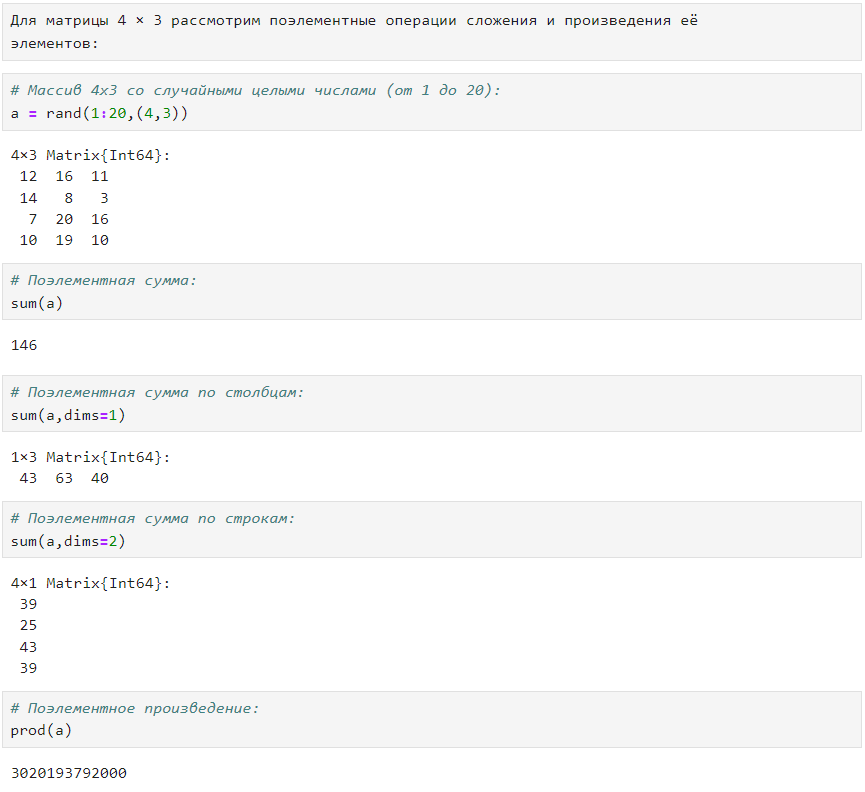 Для матрицы 4 × 3 рассмотрим поэлементные операции сложения и произведения её
элементов:
# Массив 4x3 со случайными целыми числами (от 1 до 20):
a = rand(1:20,(4,3))
4×3 Matrix{Int64}:
 12  16  11
 14   8   3
  7  20  16
 10  19  10
# Поэлементная сумма:
sum(a)
146
# Поэлементная сумма по столбцам:
sum(a,dims=1)
1×3 Matrix{Int64}:
 43  63  40
# Поэлементная сумма по строкам:
sum(a,dims=2)
4×1 Matrix{Int64}:
 39
 25
 43
 39
# Поэлементное произведение:
prod(a)
3020193792000